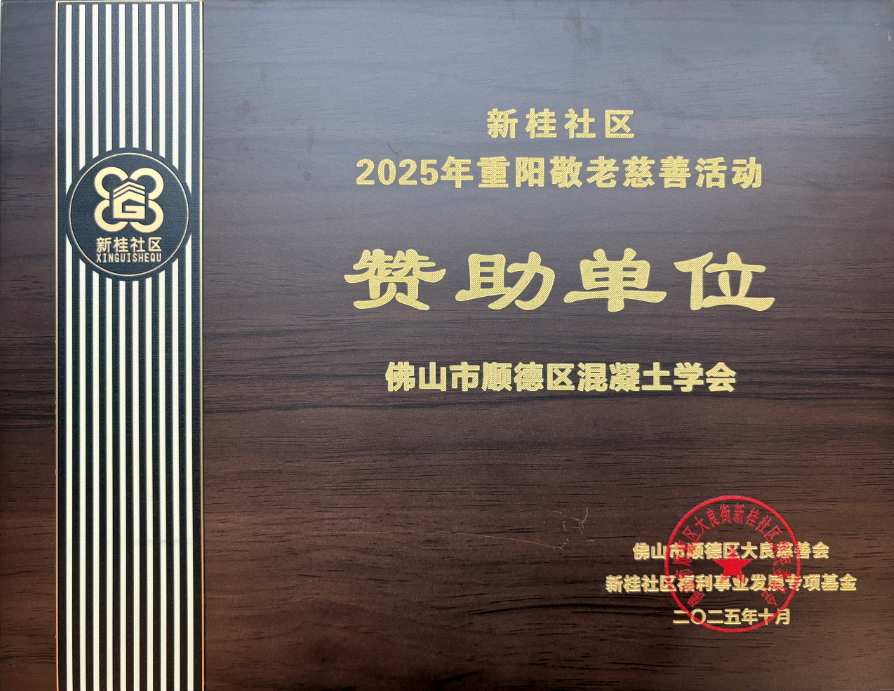 新桂社区
XINGUISHEQU
新桂社区
2025年重阳敬老慈善活动
赞助单位
佛山市顺德区混凝土学会
佛山市顺德区大良慈善会
新桂社区福利事业发展专项基金
二〇二五年十月